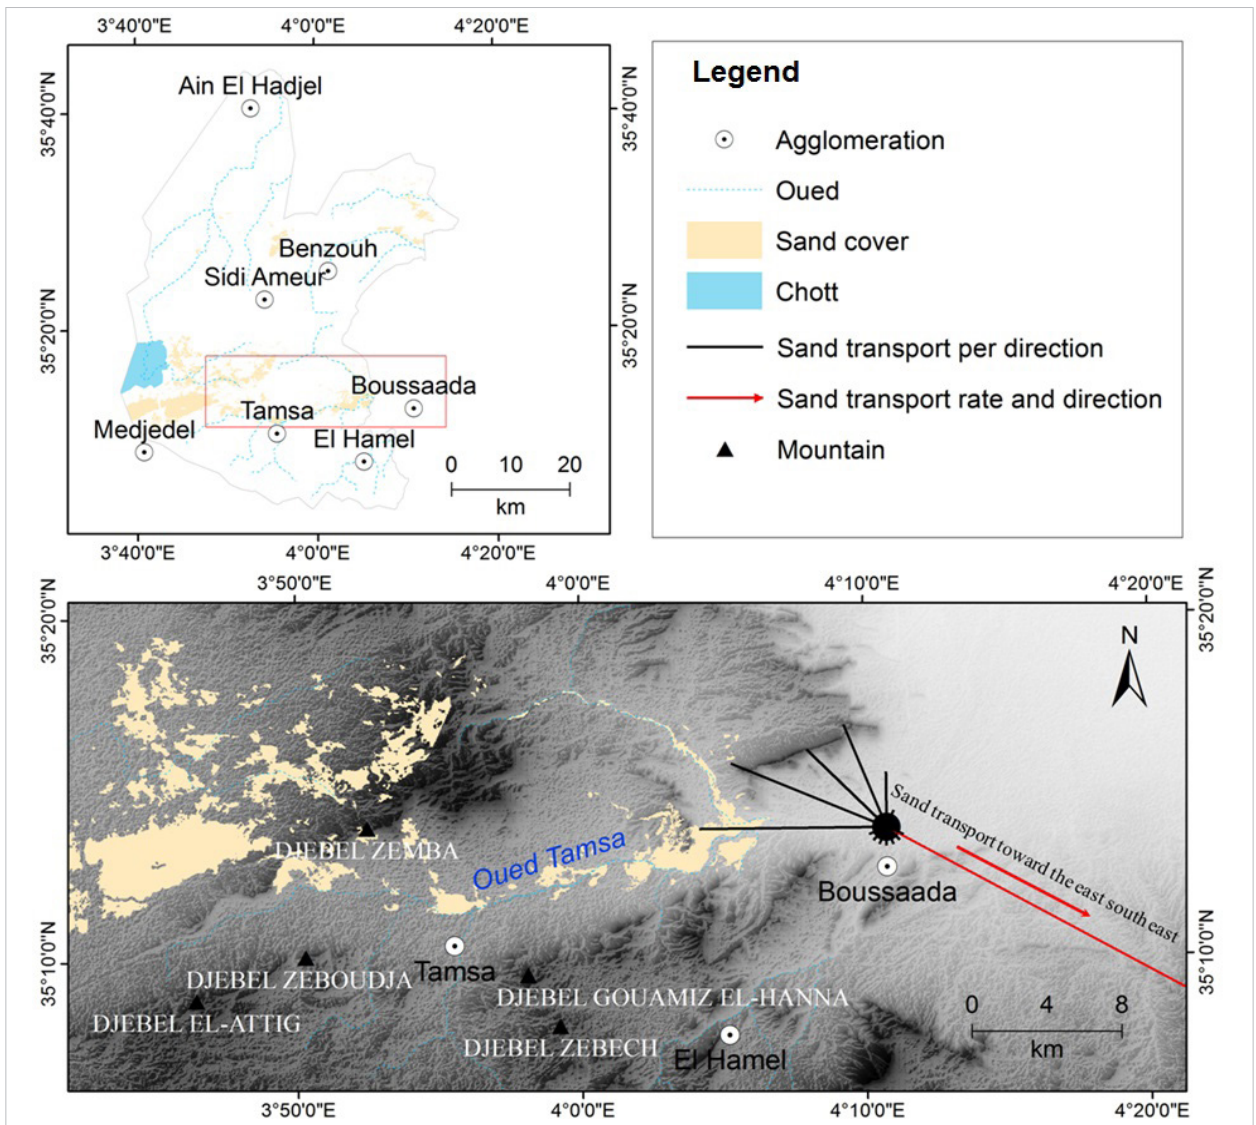 3°40'0"E 4°0'0"E 4°20'0"E
35°40'0"N
35°40'0"N
35°20'0"N
35°20'0"N
Ain El Hadjel
Benzouh
Sidi Ameur
Boussaada
Tamsa
Medjedel
El Hamel
0 10 20
km
3°40'0"E 4°0'0"E 4°20'0"E
Legend
Agglomeration
Oued
Sand cover
Chott
Sand transport per direction
Sand transport rate and direction
Mountain
3°50'0"E 4°0'0"E 4°10'0"E 4°20'0"E
35°20'0"N
35°20'0"N
N
Sand transport toward the east south east
DJEBEL ZEMBA
Oued Tamsa
Boussaada
35°10'0"N
35°10'0"N
Tamsa
DJEBEL ZEBOUDJA
DJEBEL GOUAMIZ EL-HANNA
DJEBEL EL-ATTIG
DJEBEL ZEBECH
El Hamel
0 4 8
km
3°50'0"E 4°0'0"E 4°10'0"E 4°20'0"E